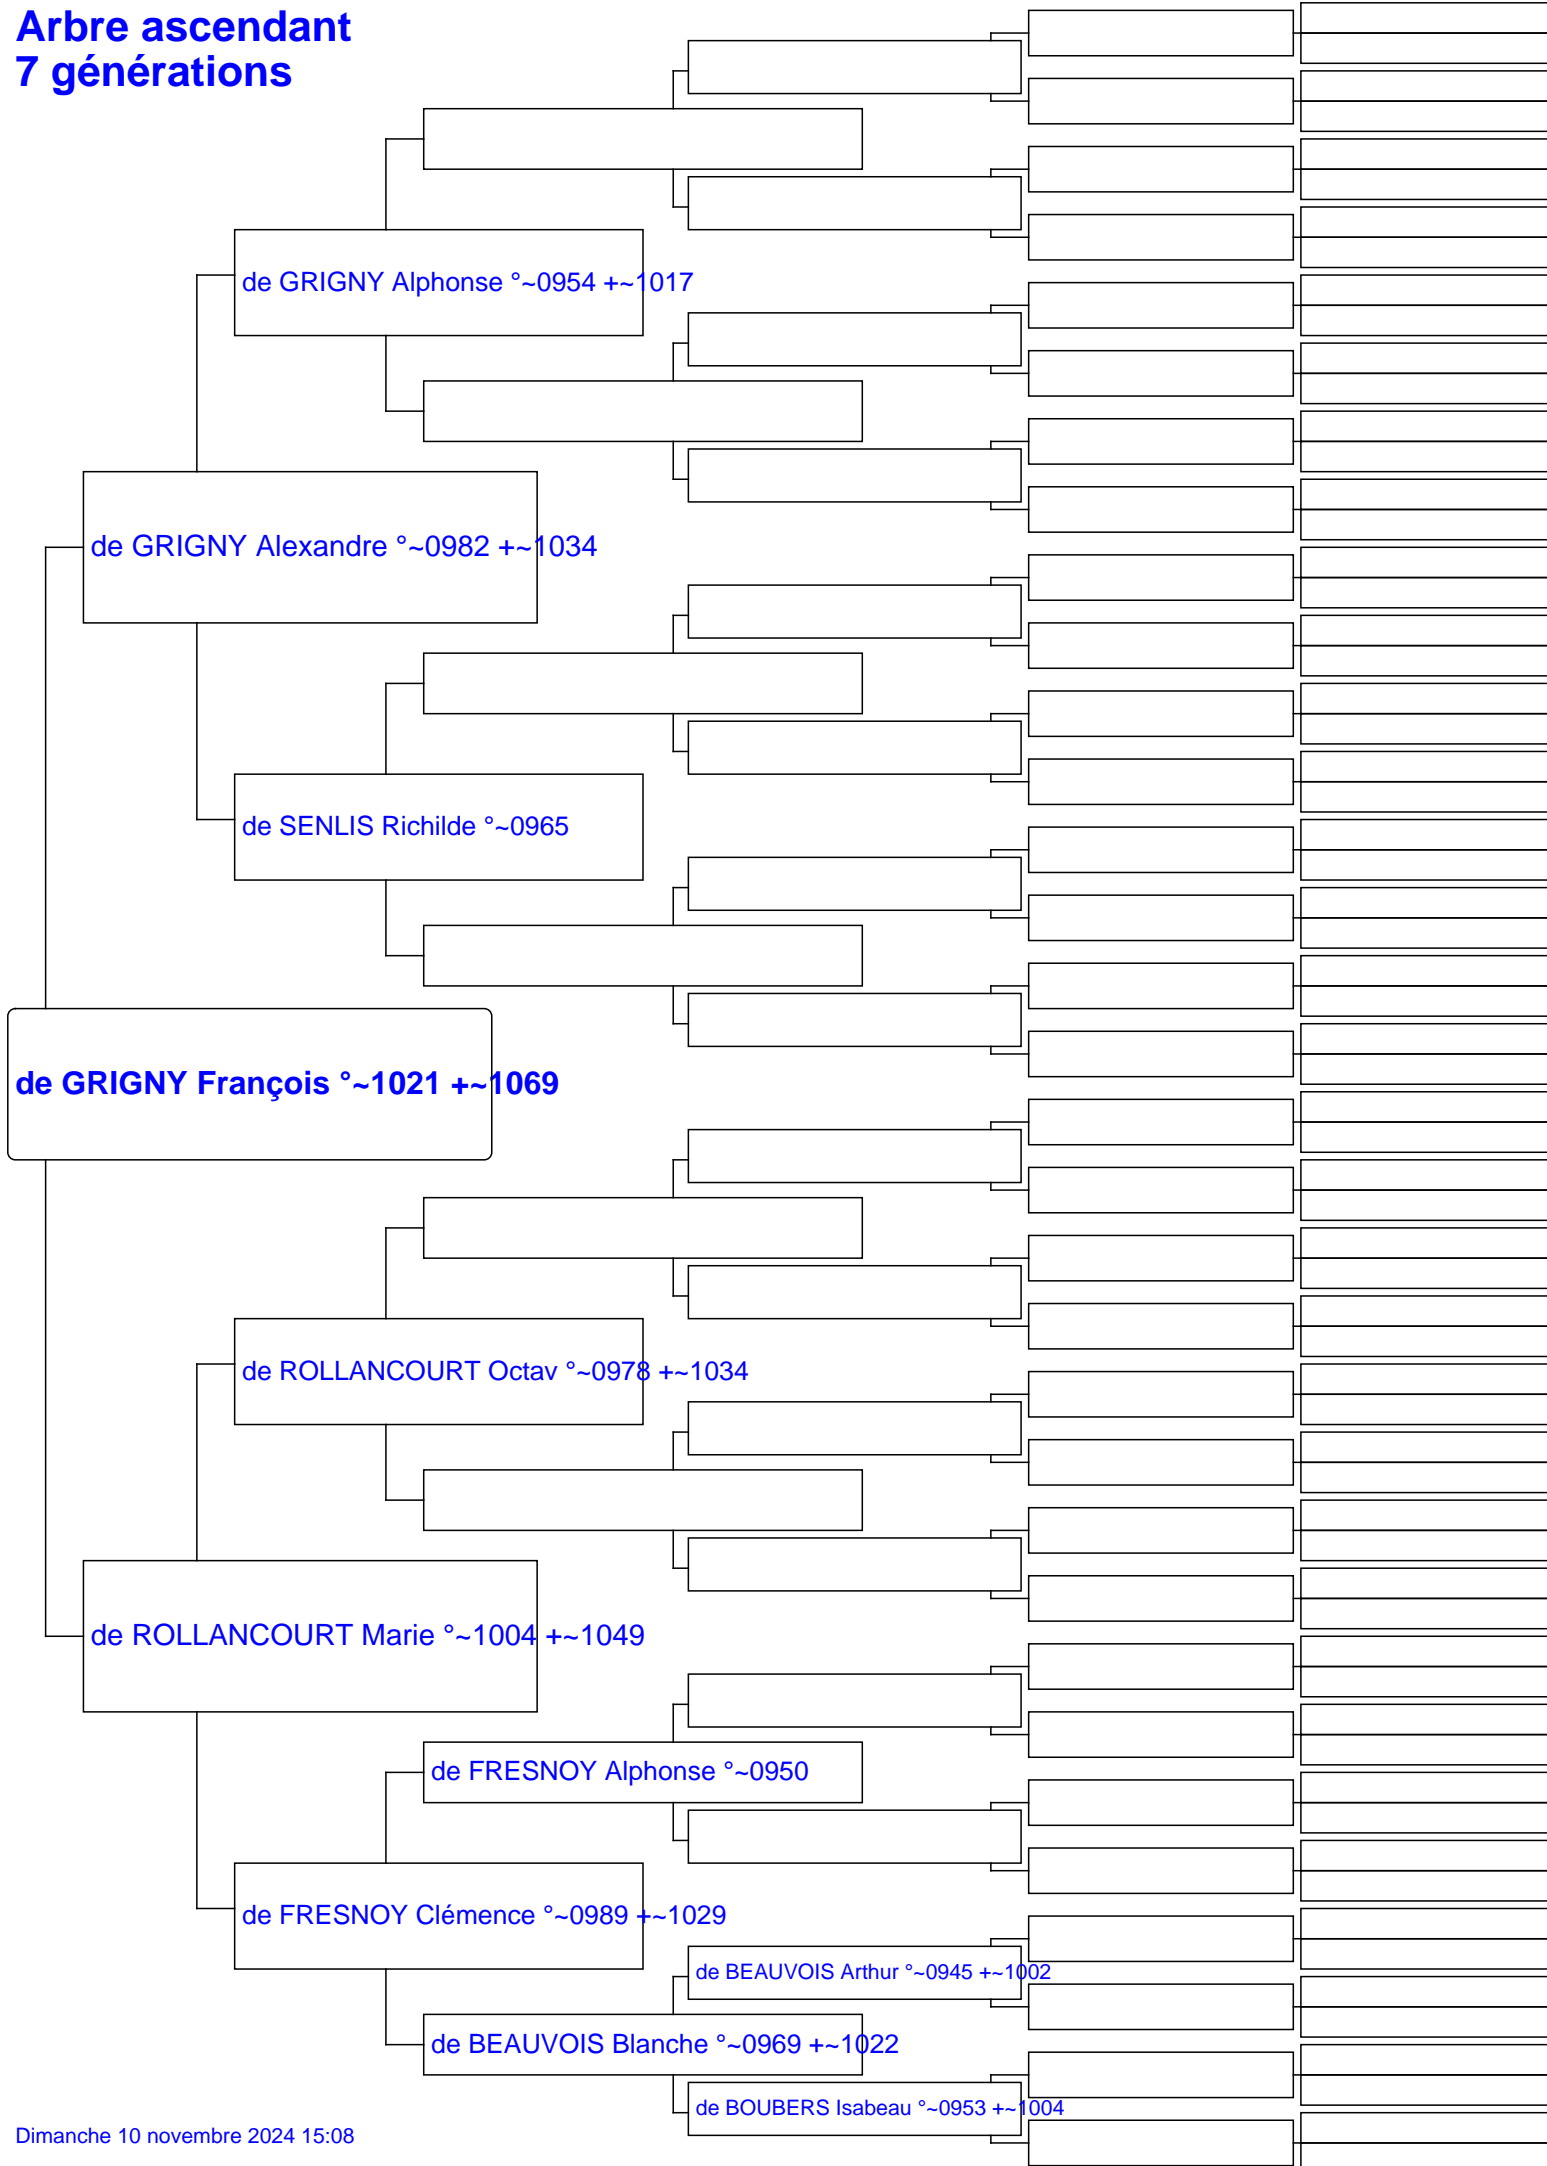 Arbre ascendant
7 générations
de GRIGNY Alphonse °~0954 +~1017
de GRIGNY Alexandre °~0982 +~1034
de SENLIS Richilde °~0965
de GRIGNY François °~1021 +~1069
de ROLLANCOURT Octav °~0978 +~1034
de ROLLANCOURT Marie °~1004 +~1049
de FRESNOY Alphonse °~0950
de FRESNOY Clémence °~0989 +~1029
de BEAUVOIS Arthur °~0945 +~1002
de BEAUVOIS Blanche °~0969 +~1022
de BOUBERS Isabeau °~0953 +~1004
Dimanche 10 novembre 2024 15:08